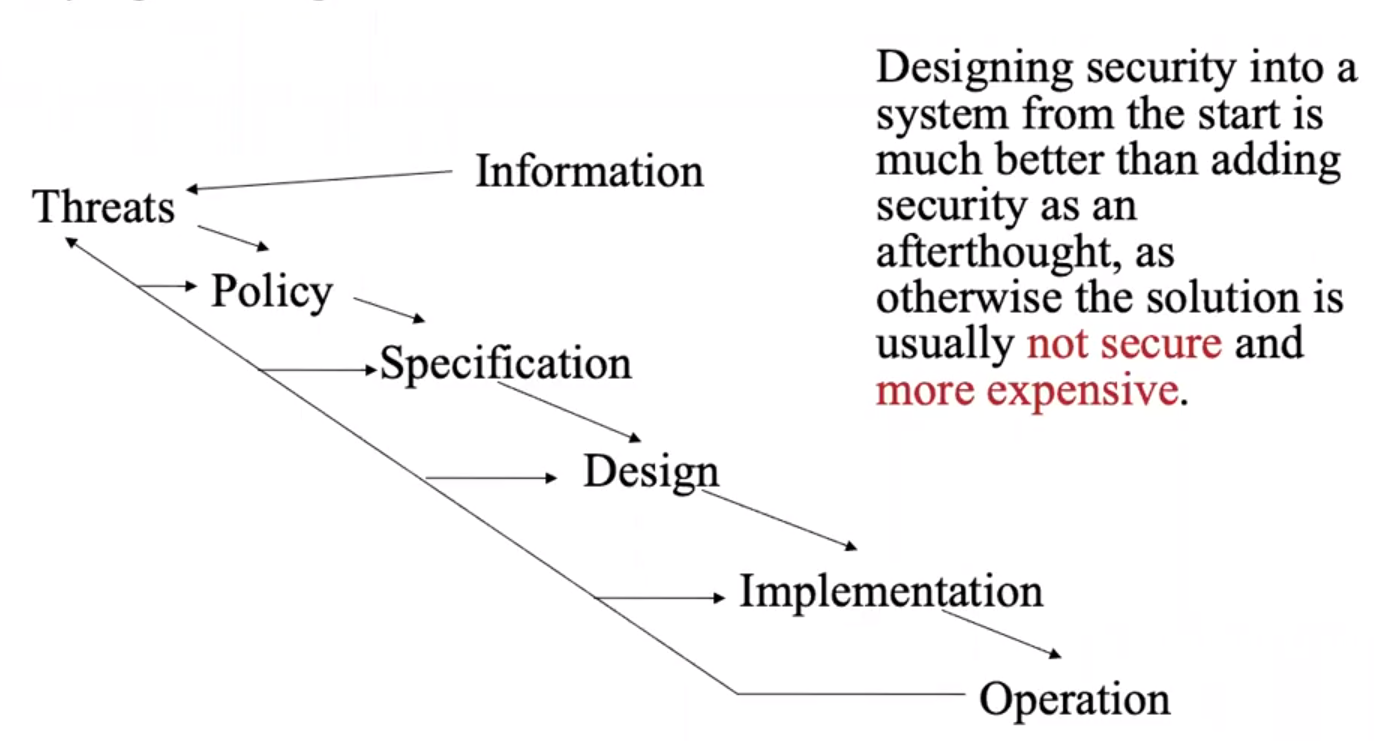 Designing security into a
system from the start is
much better than adding
security as an
afterthought, as
otherwise the solution is
usually not secure and
more expensive.
Information
Threats
Policy
Specification
Design
Implementation
Operation